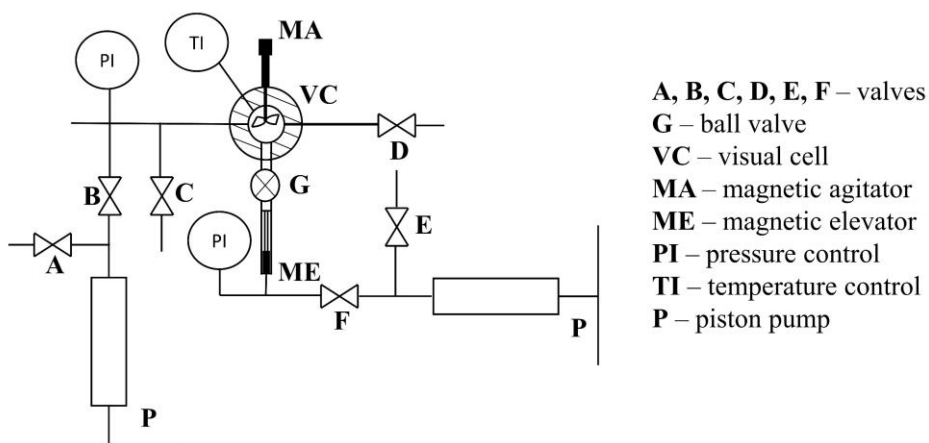 MA
TI
PI
VC
A, B, C, D, E, F – valves
G – ball valve
VC – visual cell
MA – magnetic agitator
ME – magnetic elevator
PI – pressure control
TI – temperature control
P – piston pump
D
B
C
G
E
PI
A
ME
F
P
P